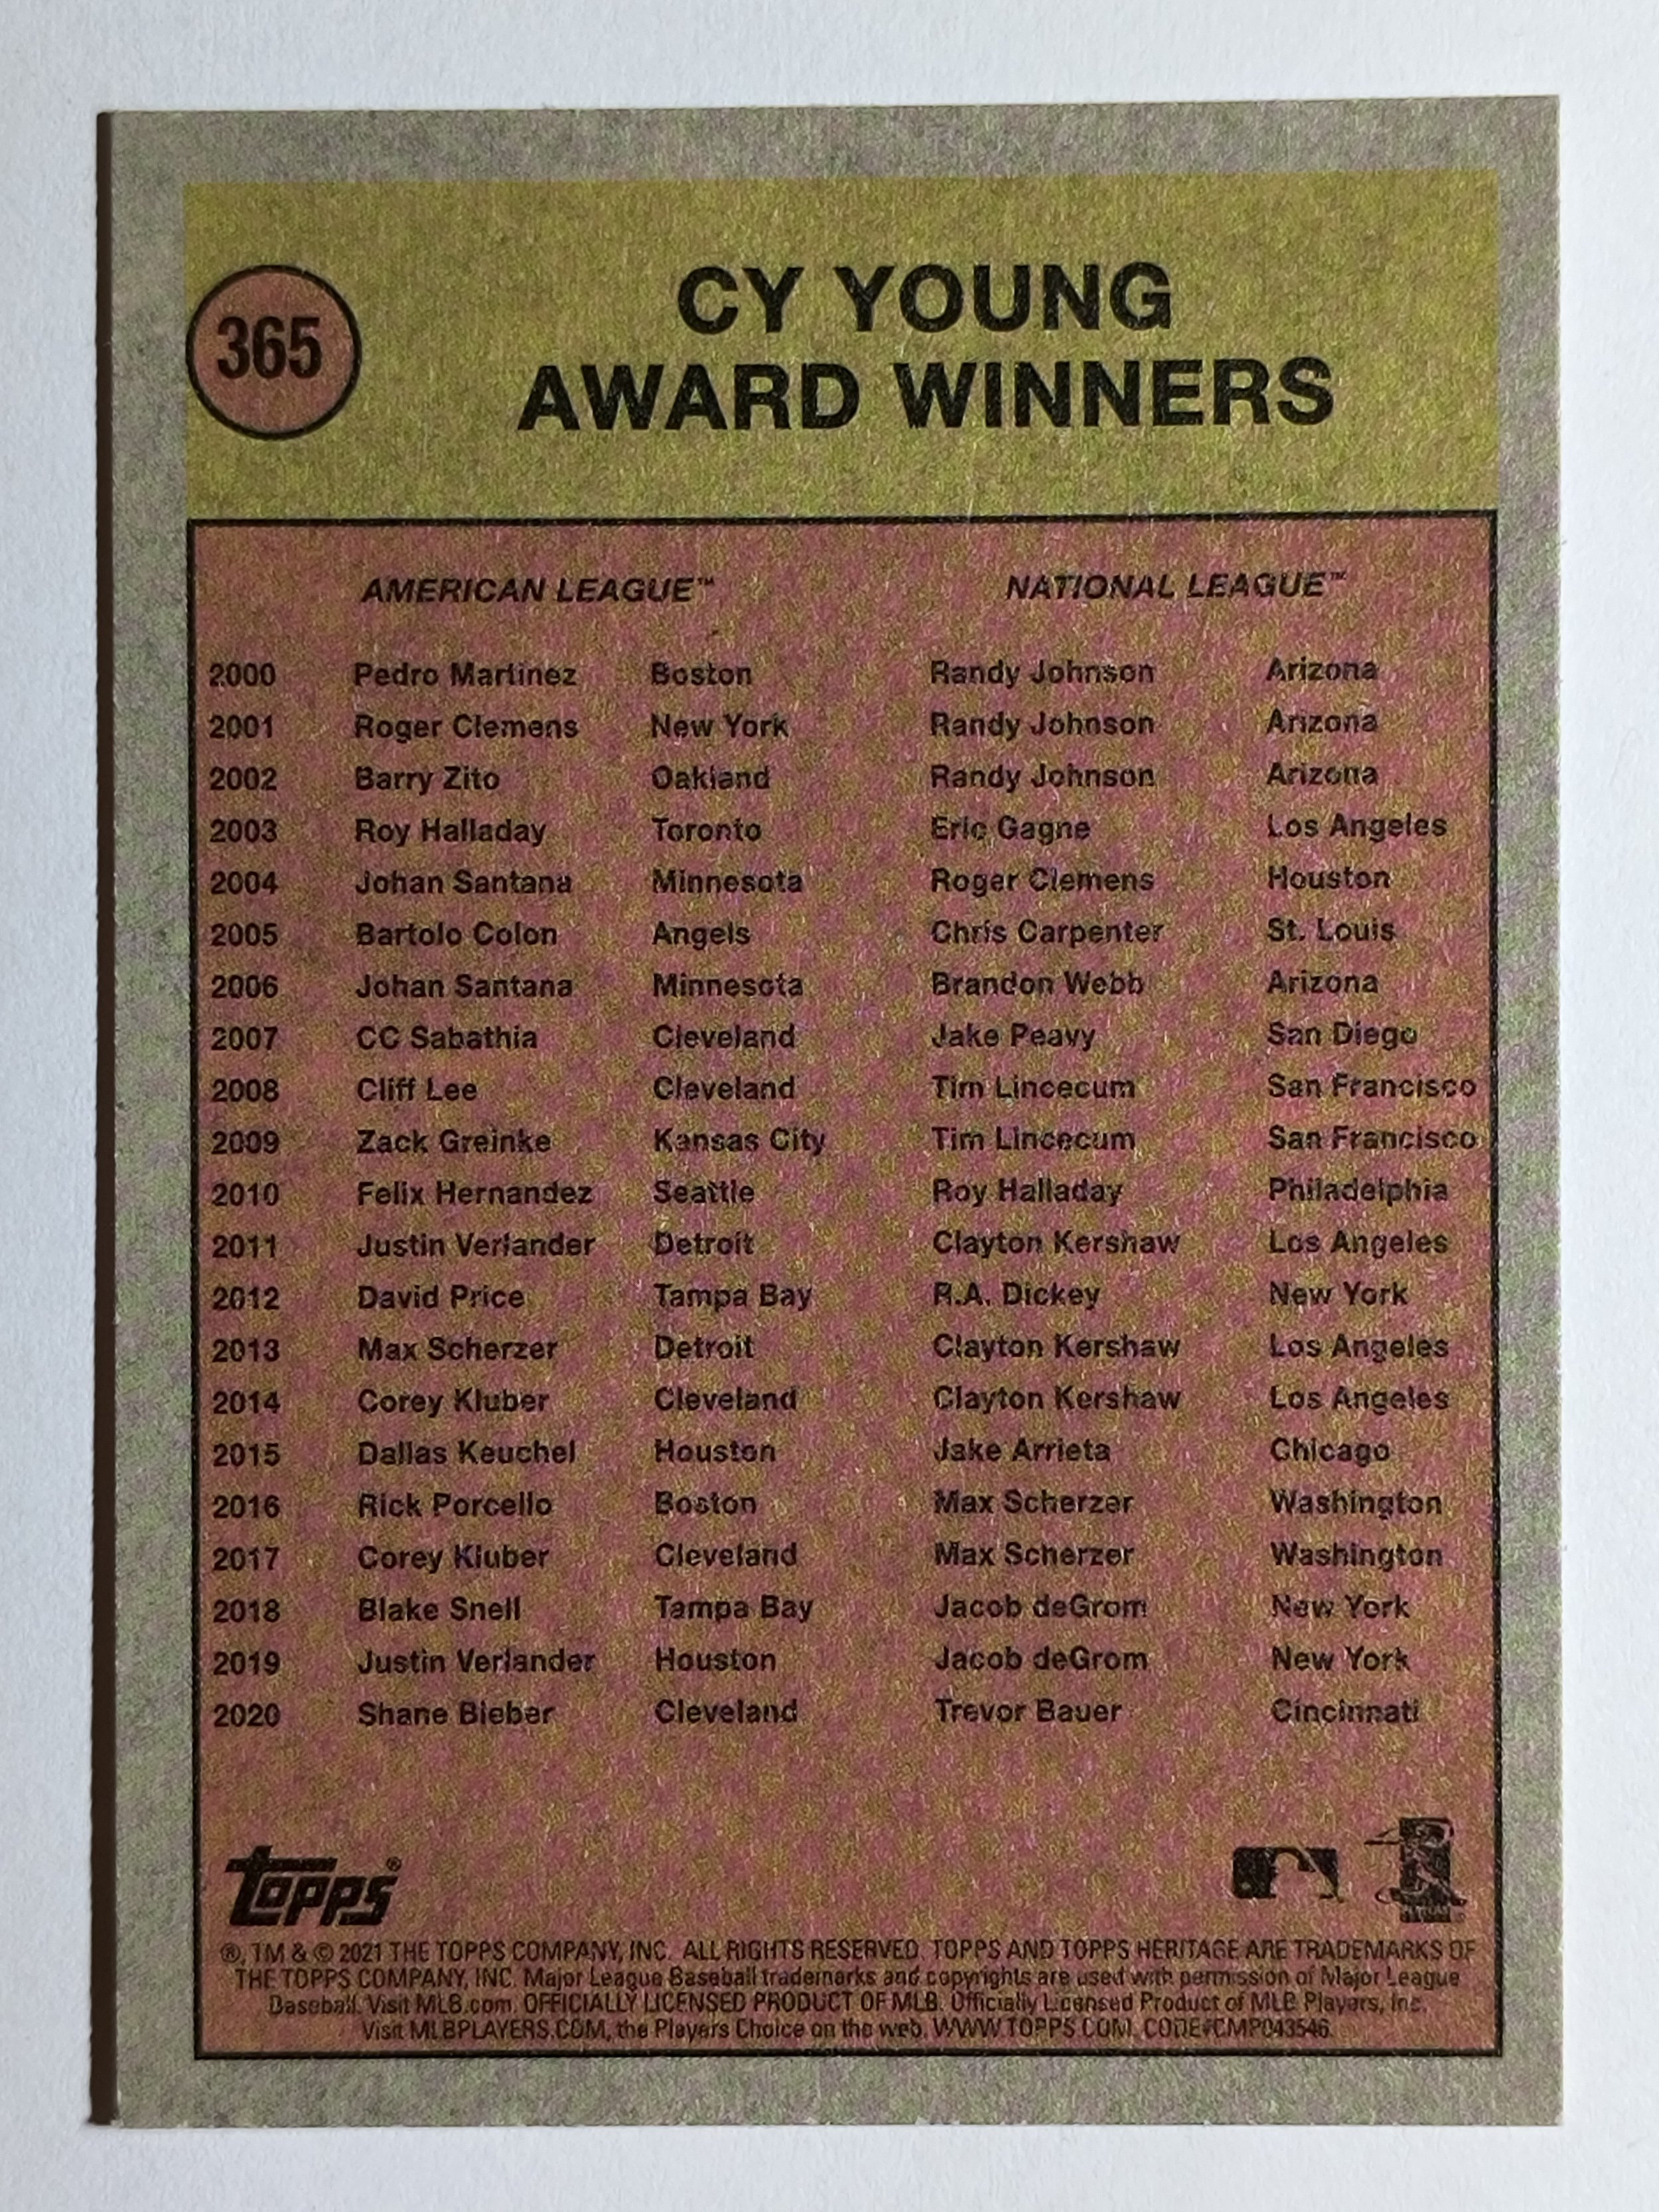 365
CY YOUNG
AWARD WINNERS
AMERICAN LEAGUE™ NATIONAL LEAGUE™
2000 Pedro Martinez Boston Randy Johnson Arizona
2001 Roger Clemens New York Randy Johnson Arizona
2002 Barry Zito Oakland Randy Johnson Arizona
2003 Roy Halladay Toronto Eric Gagne Los Angeles
2004 Johan Santana Minnesota Roger Clemens Houston
2005 Bartolo Colon Angels Chris Carpenter St. Louis
2006 Johan Santana Minnesota Brandon Webb Arizona
2007 CC Sabathia Cleveland Jake Peavy San Diego
2008 Cliff Lee Cleveland Tim Lincecum San Francisco
2009 Zack Greinke Kansas City Tim Lincecum San Francisco
2010 Felix Hernandez Seattle Roy Halladay Philadelphia
2011 Justin Verlander Detroit Clayton Kershaw Los Angeles
2012 David Price Tampa Bay R.A. Dickey New York
2013 Max Scherzer Detroit Clayton Kershaw Los Angeles
2014 Corey Kluber Cleveland Clayton Kershaw Los Angeles
2015 Dallas Keuchel Houston Jake Arrieta Chicago
2016 Rick Porcello Boston Max Scherzer Washington
2017 Corey Kluber Cleveland Max Scherzer Washington
2018 Blake Snell Tampa Bay Jacob deGrom New York
2019 Justin Verlander Houston Jacob deGrom New York
2020 Shane Bieber Cleveland Trevor Bauer Cincinnati
topps®
®, TM & © 2021 THE TOPPS COMPANY, INC. ALL RIGHTS RESERVED. TOPPS AND TOPPS HERITAGE ARE TRADEMARKS OF
THE TOPPS COMPANY, INC. Major League Baseball trademarks and copyrights are used with permission of Major League
Baseball. Visit MLB.com. OFFICIALLY LICENSED PRODUCT OF MLB. Officially Licensed Product of MLB Players, Inc.
Visit MLBPLAYERS.COM, the Players Choice on the web. WWW.TOPPS.COM. CODE#CMP043546